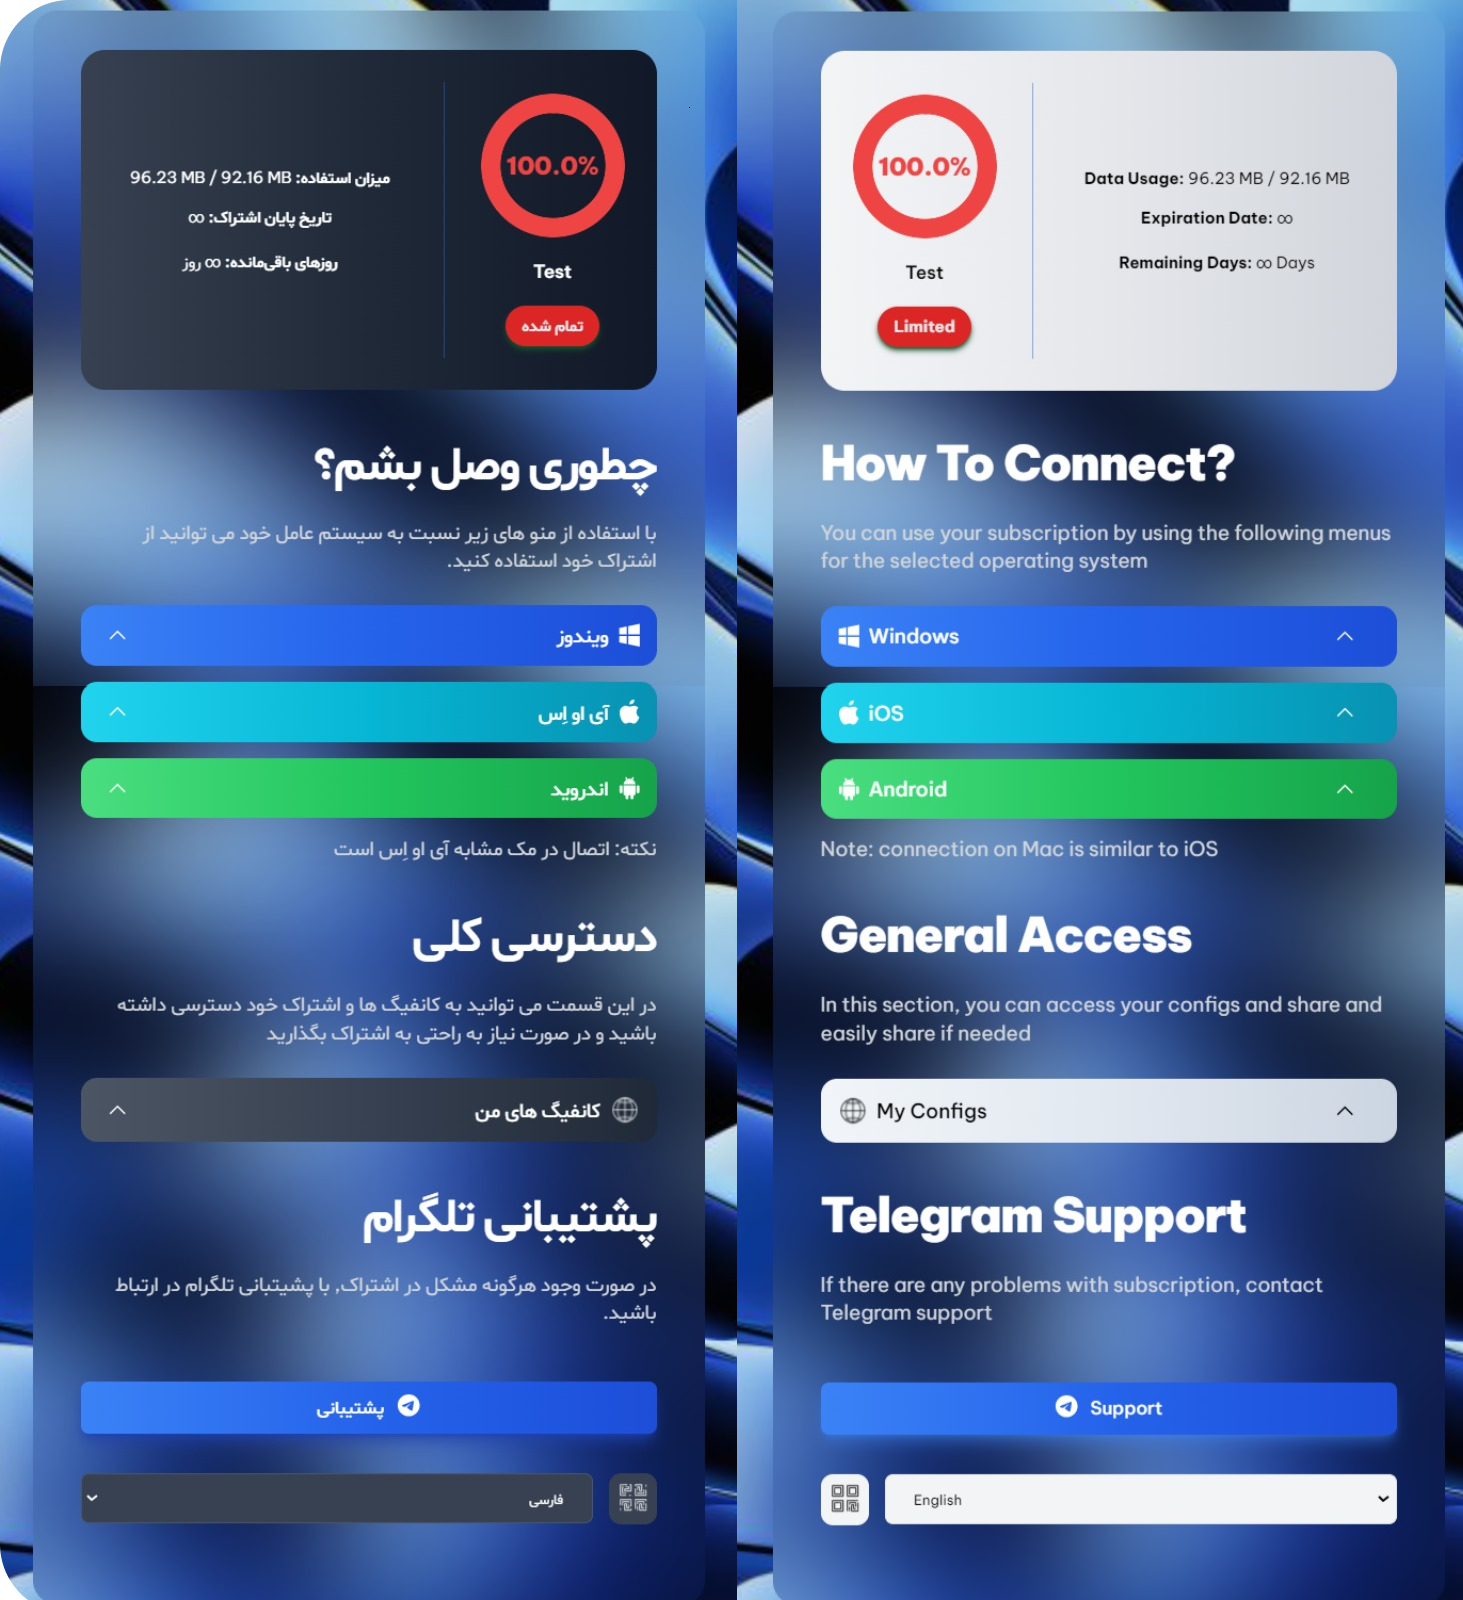 100.0%
Test
تمام شده
میزان استفاده: 96.23 MB / 92.16 MB
تاریخ پایان اشتراک: ∞
روزهای باقی‌مانده: ∞ روز
چطوری وصل بشم؟
با استفاده از منو های زیر نسبت به سیستم عامل خود می توانید از
اشتراک خود استفاده کنید.
ویندوز
آی او اِس
اندروید
نکته: اتصال در مک مشابه آی او اِس است
دسترسی کلی
در این قسمت می توانید به کانفیگ ها و اشتراک خود دسترسی داشته
باشید و در صورت نیاز به راحتی به اشتراک بگذارید
کانفیگ های من
پشتیبانی تلگرام
در صورت وجود هرگونه مشکل در اشتراک, با پشیتبانی تلگرام در ارتباط
باشید.
پشتیبانی
فارسی
100.0%
Test
Limited
Data Usage: 96.23 MB / 92.16 MB
Expiration Date: ∞
Remaining Days: ∞ Days
How To Connect?
You can use your subscription by using the following menus
for the selected operating system
Windows
iOS
Android
Note: connection on Mac is similar to iOS
General Access
In this section, you can access your configs and share and
easily share if needed
My Configs
Telegram Support
If there are any problems with subscription, contact
Telegram support
Support
English